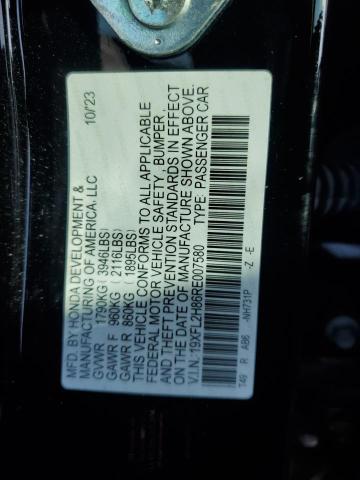 MFD. BY HONDA DEVELOPMENT & 10/'23
MANUFACTURING OF AMERICA, LLC
GVWR 1790KG (3946LBS)
GAWR F 960KG (2116LBS)
GAWR R 860KG (1895LBS)
THIS VEHICLE CONFORMS TO ALL APPLICABLE
FEDERAL MOTOR VEHICLE SAFETY, BUMPER,
AND THEFT PREVENTION STANDARDS IN EFFECT
ON THE DATE OF MANUFACTURE SHOWN ABOVE.
V.I.N.: 19XFL2H86RE007580 TYPE: PASSENGER CAR
T49 R AB6 -NH731P -Z -E